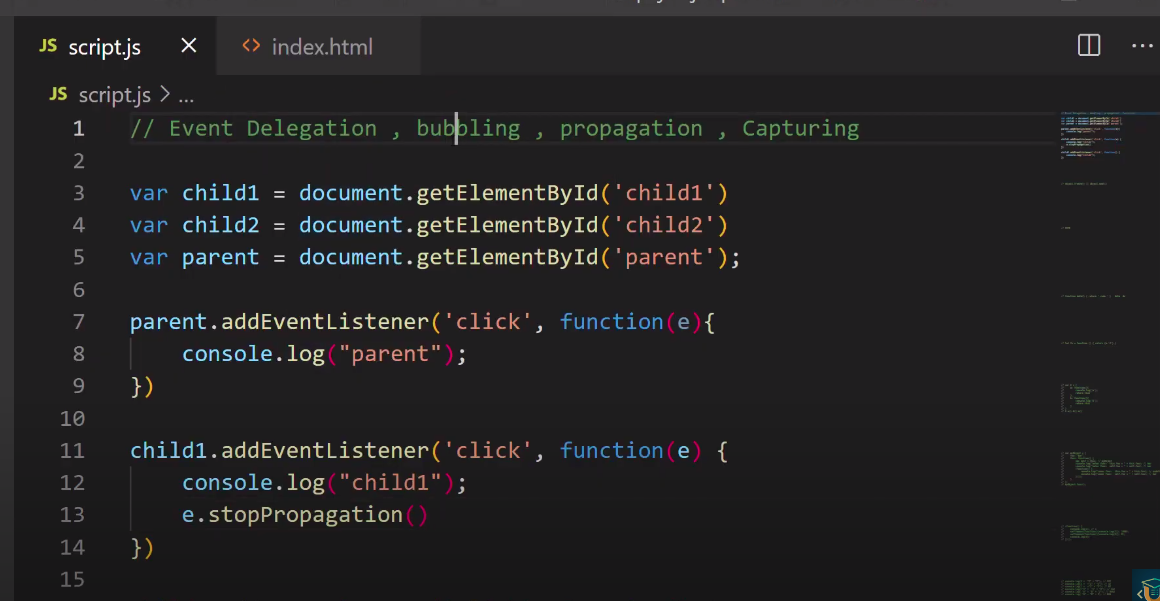 JS script.js × <> index.html
JS script.js > ...
1 // Event Delegation , bubbling , propagation , Capturing
2
3 var child1 = document.getElementById('child1')
4 var child2 = document.getElementById('child2')
5 var parent = document.getElementById('parent');
6
7 parent.addEventListener('click', function(e){
8 console.log("parent");
9 })
10
11 child1.addEventListener('click', function(e) {
12 console.log("child1");
13 e.stopPropagation()
14 })
15